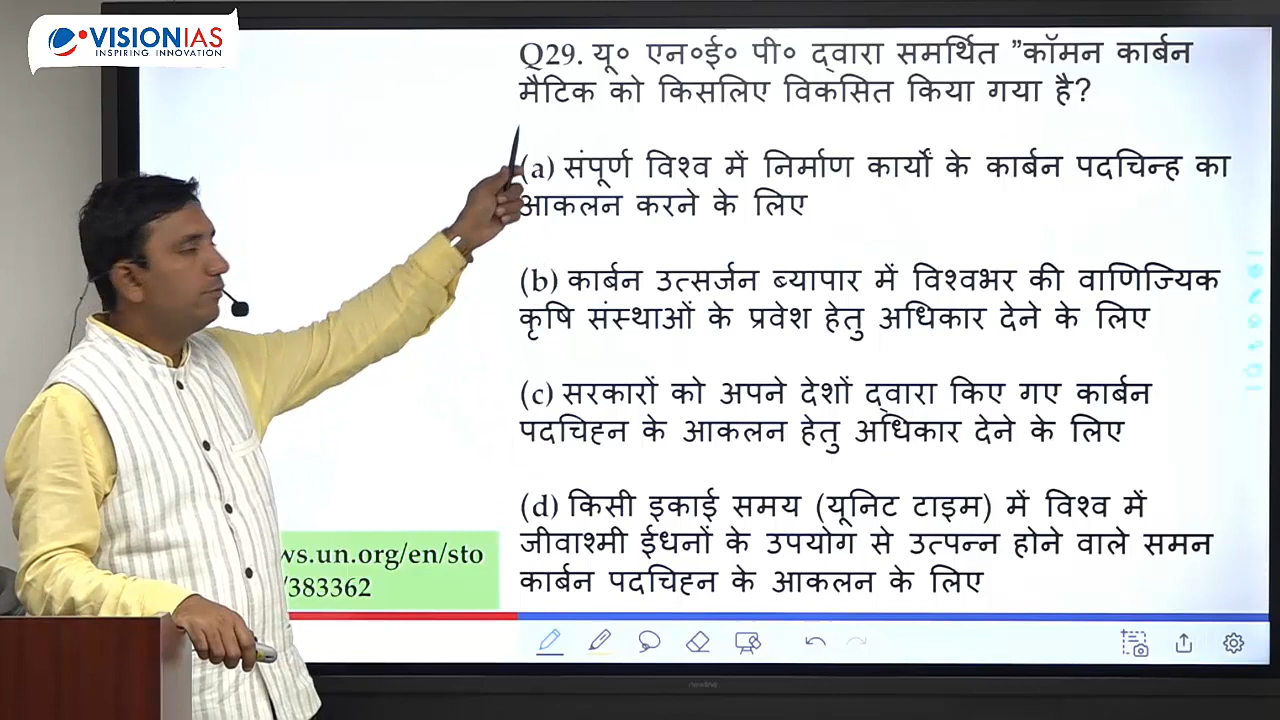 VISIONIAS
INSPIRING INNOVATION
Q29. यू० एन०ई० पी० द्वारा समर्थित "कॉमन कार्बन
मैटिक को किसलिए विकसित किया गया है?
(a) संपूर्ण विश्व में निर्माण कार्यों के कार्बन पदचिन्ह का
आकलन करने के लिए
(b) कार्बन उत्सर्जन ब्यापार में विश्वभर की वाणिज्यिक
कृषि संस्थाओं के प्रवेश हेतु अधिकार देने के लिए
(c) सरकारों को अपने देशों द्वारा किए गए कार्बन
पदचिह्न के आकलन हेतु अधिकार देने के लिए
(d) किसी इकाई समय (यूनिट टाइम) में विश्व में
जीवाश्मी ईधनों के उपयोग से उत्पन्न होने वाले समन
कार्बन पदचिह्न के आकलन के लिए
ws.un.org/en/sto
/383362
newline